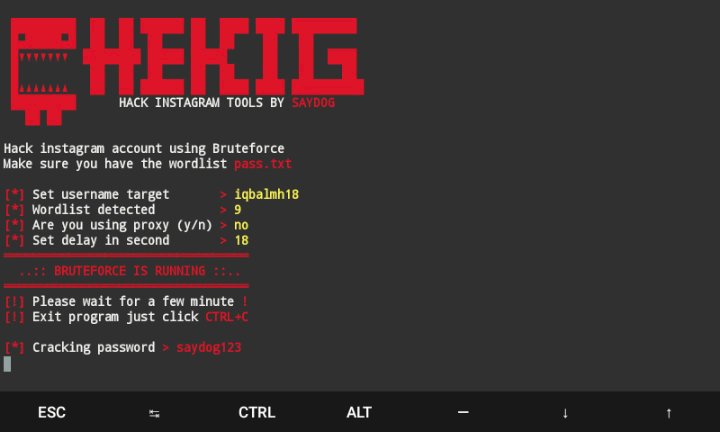 HEKIG
HACK INSTAGRAM TOOLS BY SAYDOG
Hack instagram account using Bruteforce
Make sure you have the wordlist pass.txt
[*] Set username target > iqbalmh18
[*] Wordlist detected > 9
[*] Are you using proxy (y/n) > no
[*] Set delay in second > 18
..:: BRUTEFORCE IS RUNNING ::..
[!] Please wait for a few minute !
[!] Exit program just click CTRL+C
[*] Cracking password > saydog123
ESC ↹ CTRL ALT — ↓ ↑